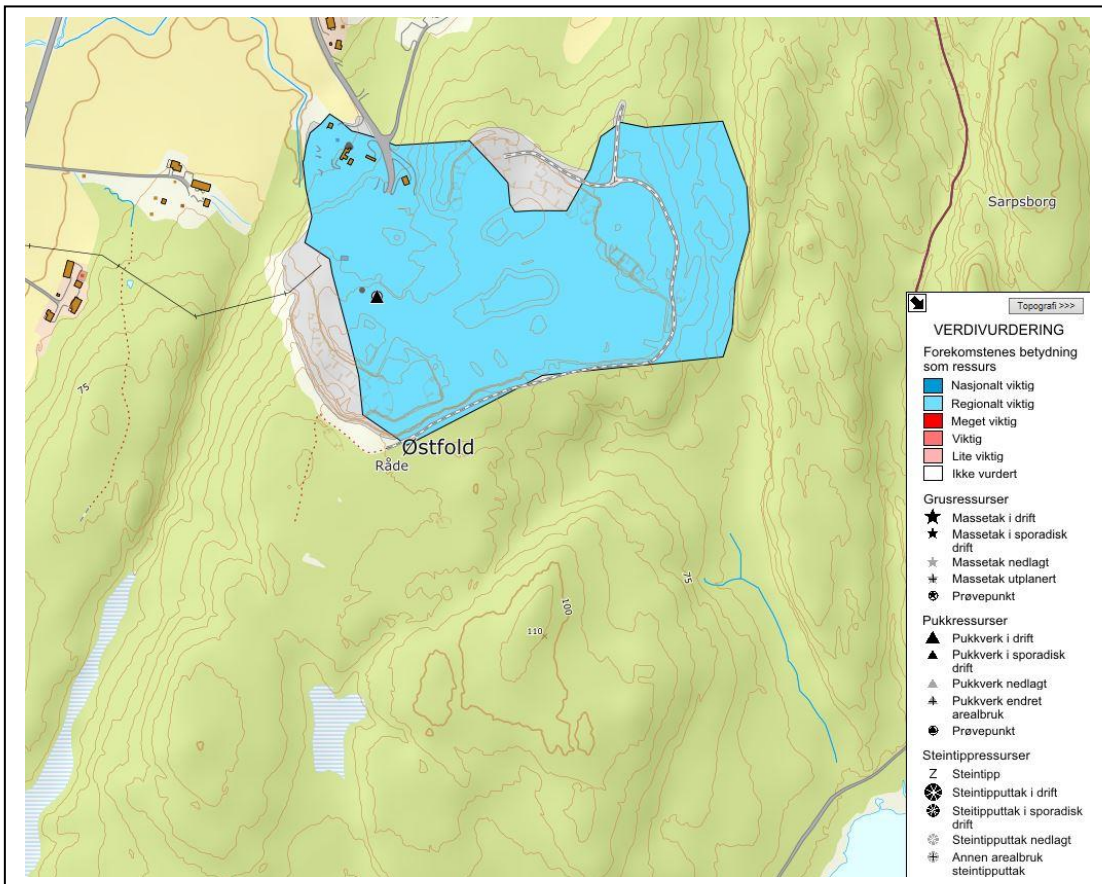 Sarpsborg
75
Østfold
Råde
75
100
110
Topografi >>>
VERDIVURDERING
Forekomstenes betydning
som ressurs
Nasjonalt viktig
Regionalt viktig
Meget viktig
Viktig
Lite viktig
Ikke vurdert
Grusressurser
Massetak i drift
Massetak i sporadisk
drift
Massetak nedlagt
Massetak utplanert
Prøvepunkt
Pukkressurser
Pukkverk i drift
Pukkverk i sporadisk
drift
Pukkverk nedlagt
Pukkverk endret
arealbruk
Prøvepunkt
Steintippressurser
Z Steintipp
Steintipputtak i drift
Steitipputtak i sporadisk
drift
Steintipputtak nedlagt
Annen arealbruk
steintipputtak